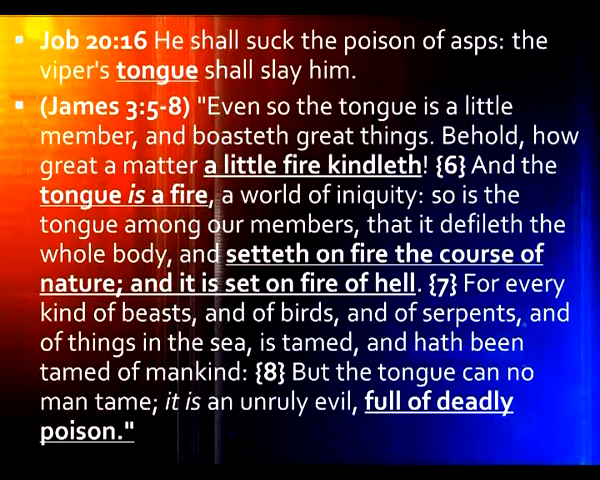 ▪ Job 20:16 He shall suck the poison of asps: the
viper's tongue shall slay him.
▪ (James 3:5-8) "Even so the tongue is a little
member, and boasteth great things. Behold, how
great a matter a little fire kindleth! {6} And the
tongue is a fire, a world of iniquity: so is the
tongue among our members, that it defileth the
whole body, and setteth on fire the course of
nature; and it is set on fire of hell. {7} For every
kind of beasts, and of birds, and of serpents, and
of things in the sea, is tamed, and hath been
tamed of mankind: {8} But the tongue can no
man tame; it is an unruly evil, full of deadly
poison."